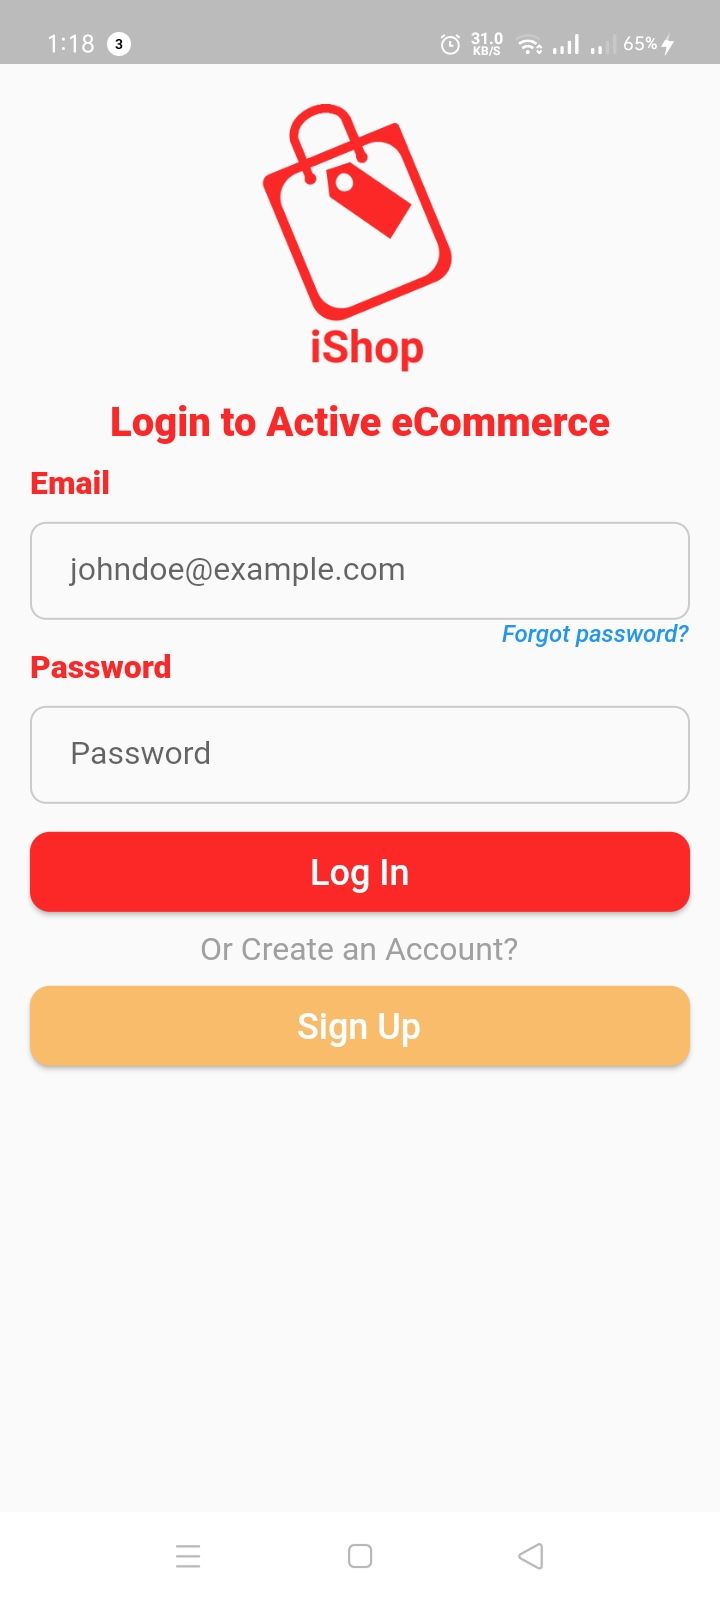 1:18 3 31.0 KB/S 65%
iShop
Login to Active eCommerce
Email
johndoe@example.com
Forgot password?
Password
Password
Log In
Or Create an Account?
Sign Up